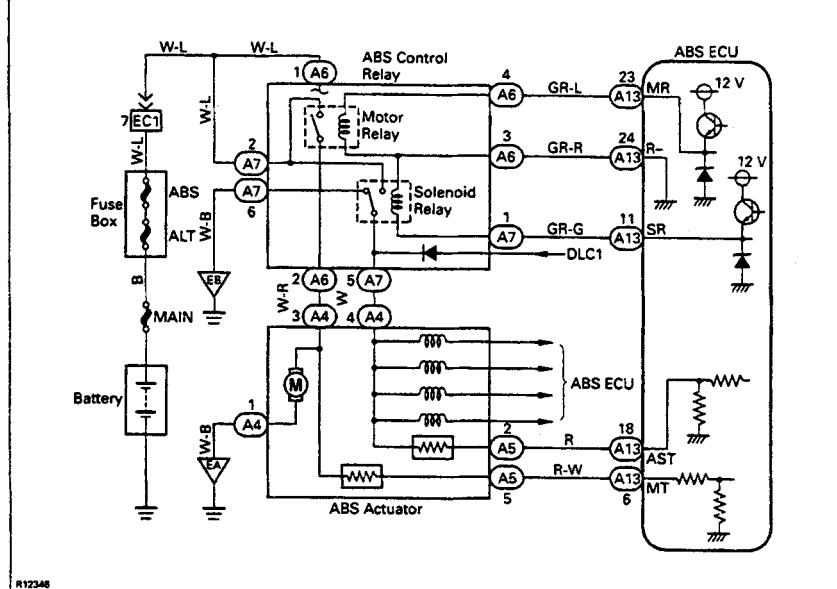 W-L
W-L
ABS Control
Relay
ABS ECU
1 A6
4
A6
GR-L
23
A13
MR
12 V
7 EC1
W-L
W-L
Motor
Relay
2
A7
3
A6
GR-R
24
A13
R-
12 V
Fuse
Box
ABS
ALT
A7
6
W-B
Solenoid
Relay
1
A7
GR-G
11
A13
SR
DLC1
EB
2 A6
5 A7
B
W-R
W
MAIN
3 A4
4 A4
Battery
M
ABS ECU
1
A4
W-B
EA
2
A5
R
18
A13
AST
A5
5
R-W
A13
6
MT
ABS Actuator
R12346